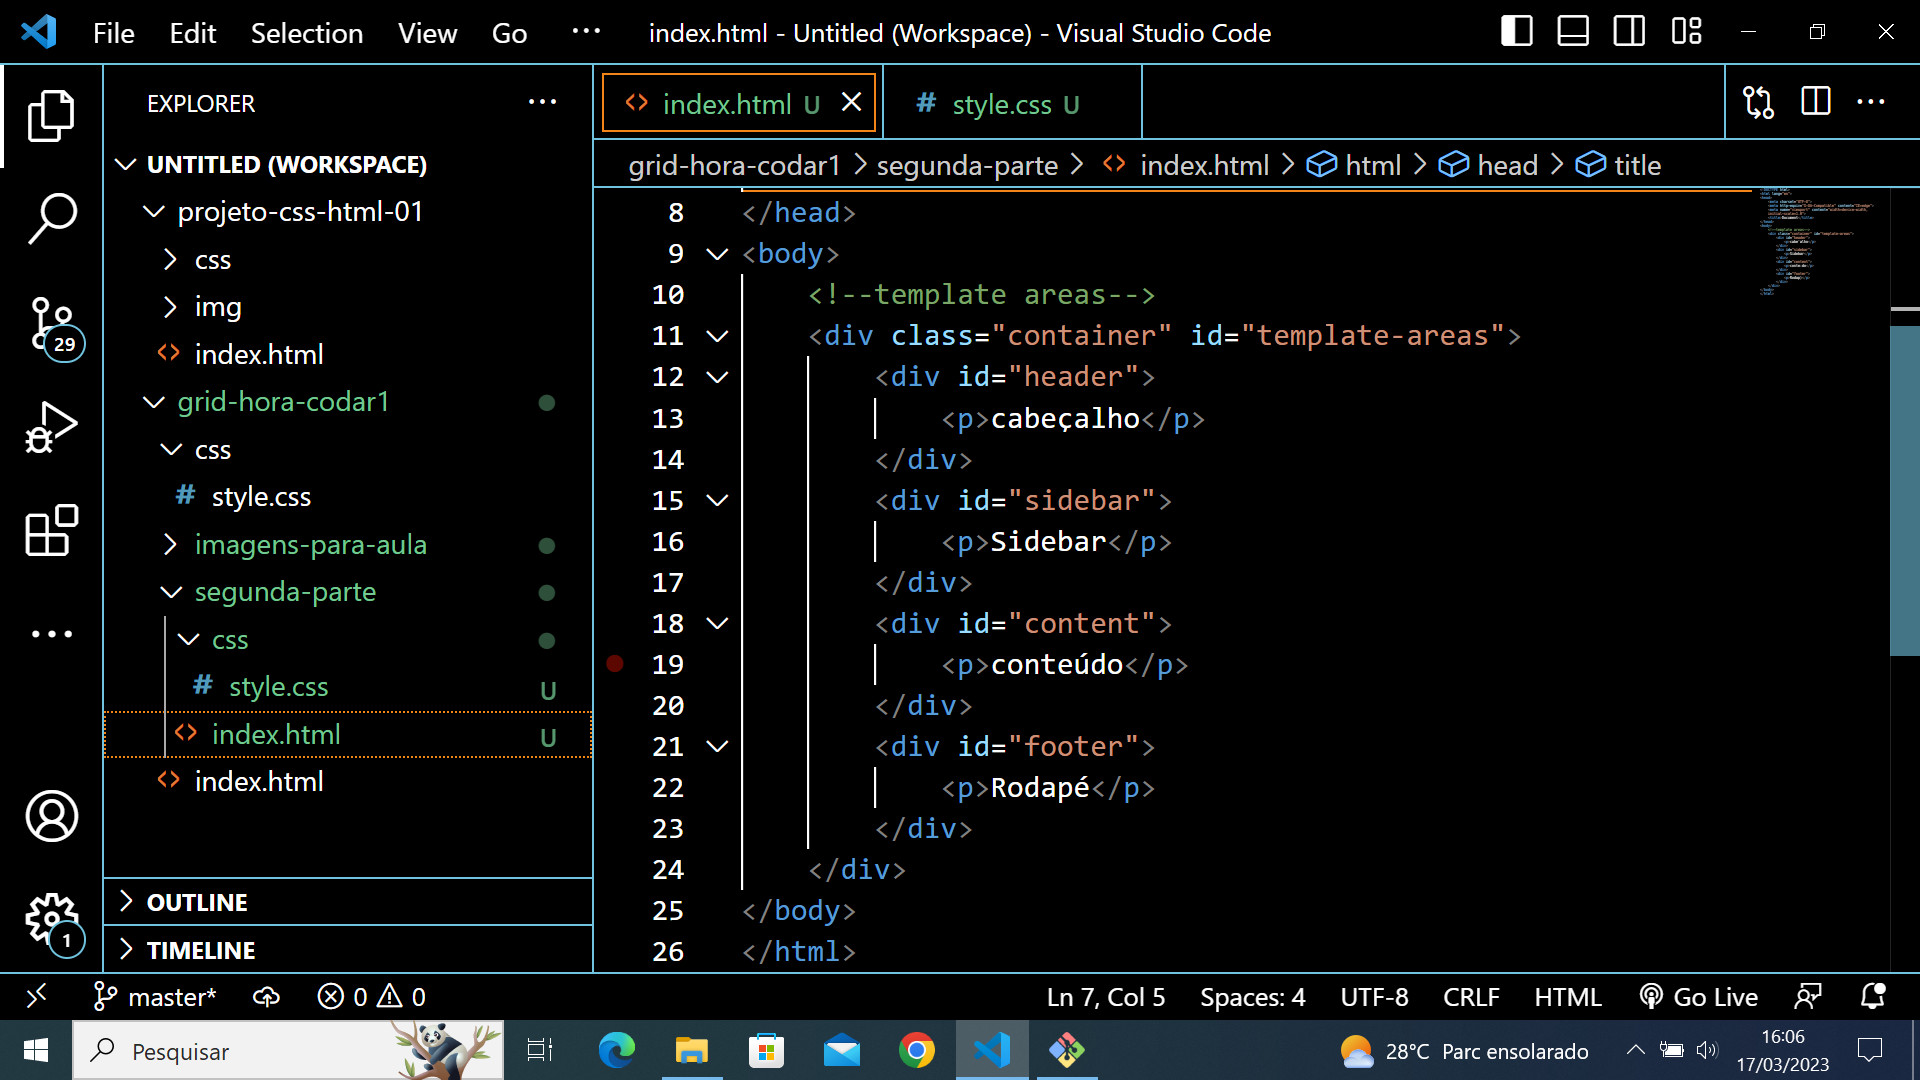 File Edit Selection View Go ··· index.html - Untitled (Workspace) - Visual Studio Code
EXPLORER ···
UNTITLED (WORKSPACE)
projeto-css-html-01
css
img
index.html
grid-hora-codar1
css
# style.css
imagens-para-aula
segunda-parte
css
# style.css U
index.html U
index.html
OUTLINE
TIMELINE
29
1
index.html U
# style.css U
grid-hora-codar1 > segunda-parte > index.html > html > head > title
8 </head>
9 <body>
10 <!--template areas-->
11 <div class="container" id="template-areas">
12 <div id="header">
13 <p>cabeçalho</p>
14 </div>
15 <div id="sidebar">
16 <p>Sidebar</p>
17 </div>
18 <div id="content">
19 <p>conteúdo</p>
20 </div>
21 <div id="footer">
22 <p>Rodapé</p>
23 </div>
24 </div>
25 </body>
26 </html>
master* 0 0 Ln 7, Col 5 Spaces: 4 UTF-8 CRLF HTML Go Live
Pesquisar 28°C Parc ensolarado
16:06
17/03/2023